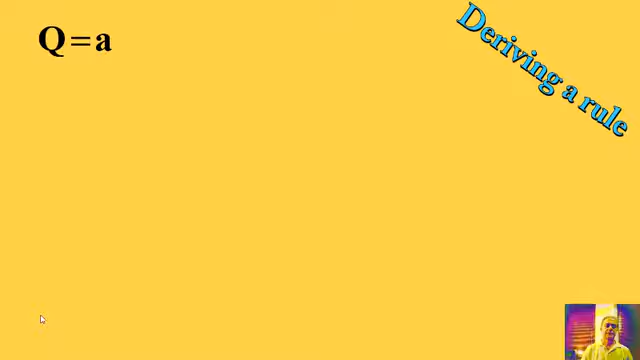 Q = a
Deriving a rule